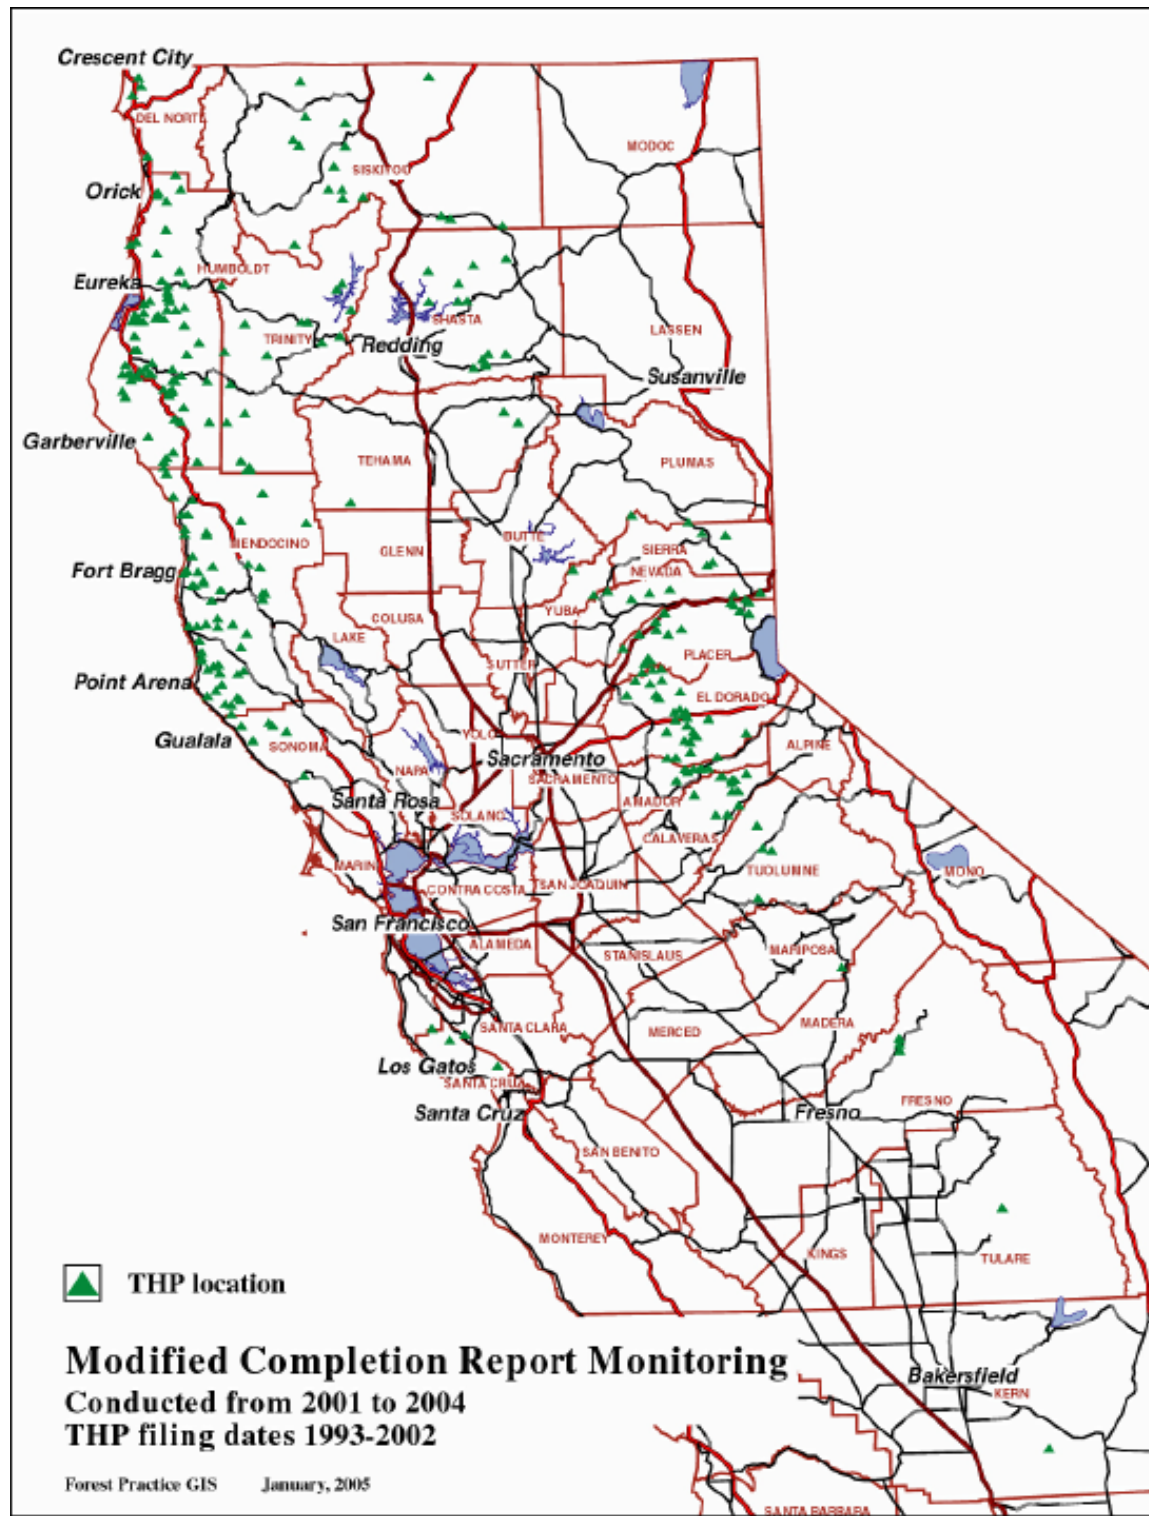 Crescent City
DEL NORTE
MODOC
SISKIYOU
Orick
HUMBOLDT
Eureka
SHASTA
LASSEN
TRINITY
Redding
Susanville
Garberville
TEHAMA
PLUMAS
BUTTE
MENDOCINO
GLENN
SIERRA
Fort Bragg
NEVADA
YUBA
COLUSA
LAKE
PLACER
SUTTER
Point Arena
EL DORADO
Gualala
SONOMA
YOLO
ALPINE
Sacramento
NAPA
SACRAMENTO
Santa Rosa
AMADOR
SOLANO
CALAVERAS
MARIN
TUOLUMNE
MONO
CONTRA COSTA
SAN JOAQUIN
San Francisco
ALAMEDA
STANISLAUS
MARIPOSA
SANTA CLARA
MERCED
MADERA
Los Gatos
SANTA CRUZ
Santa Cruz
Fresno
FRESNO
SAN BENITO
MONTEREY
KINGS
TULARE
THP location
Modified Completion Report Monitoring
Conducted from 2001 to 2004
THP filing dates 1993-2002
Bakersfield
KERN
Forest Practice GIS January, 2005
SANTA BARBARA